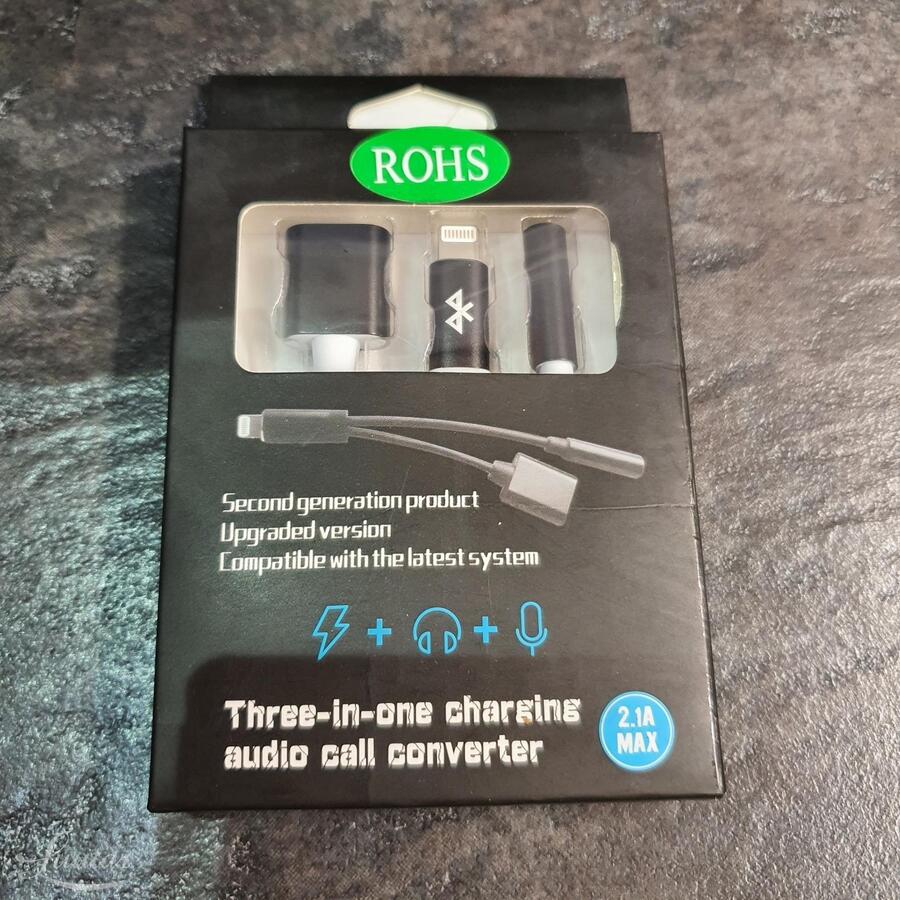 ROHS
Second generation product
Upgraded version
Compatible with the latest system
+ +
Three-in-one charging
audio call converter
2.1A
MAX